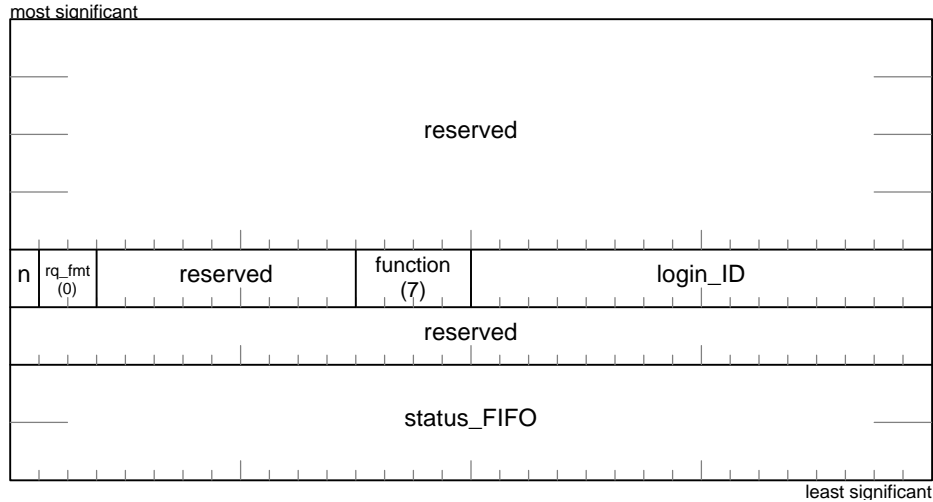 most significant
reserved
n
rq_fmt
(0)
reserved
function
(7)
login_ID
reserved
status_FIFO
least significant